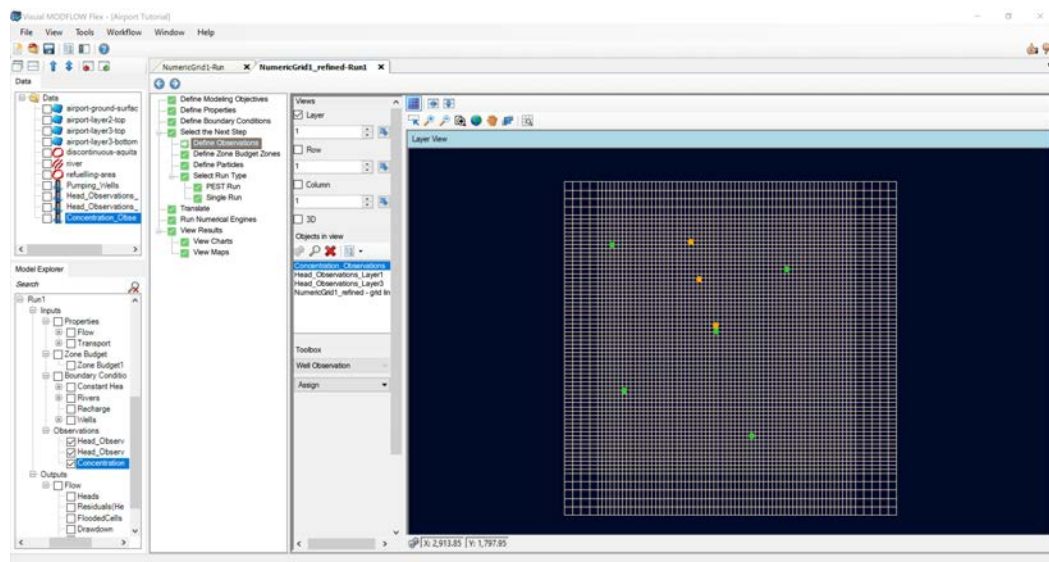 Visual MODFLOW Flex - [Airport Tutorial]
File View Tools Workflow Window Help
NumericGrid1-Run X NumericGrid1_refined-Run1 X
Data
Data
airport-ground-surfac
airport-layer2-top
airport-layer3-top
airport-layer3-bottom
discontinuous-aquita
river
refuelling-area
Pumping_Wells
Head_Observations_
Head_Observations_
Concentration_Obse
Model Explorer
Search
Run1
Inputs
Properties
Flow
Transport
Zone Budget
Zone Budget1
Boundary Conditio
Constant Hea
Rivers
Recharge
Wells
Observations
Head_Observ
Head_Observ
Concentration
Outputs
Flow
Heads
Residuals(He
FloodedCells
Drawdown
Define Modeling Objectives
Define Properties
Define Boundary Conditions
Select the Next Step
Define Observations
Define Zone Budget Zones
Define Particles
Select Run Type
PEST Run
Single Run
Translate
Run Numerical Engines
View Results
View Charts
View Maps
Views
Layer
1
Row
1
Column
1
3D
Objects in view
Concentration_Observations
Head_Observations_Layer1
Head_Observations_Layer3
NumericGrid1_refined - grid lin
Toolbox
Well Observation
Assign
Layer View
X: 2,913.85 Y: 1,797.95